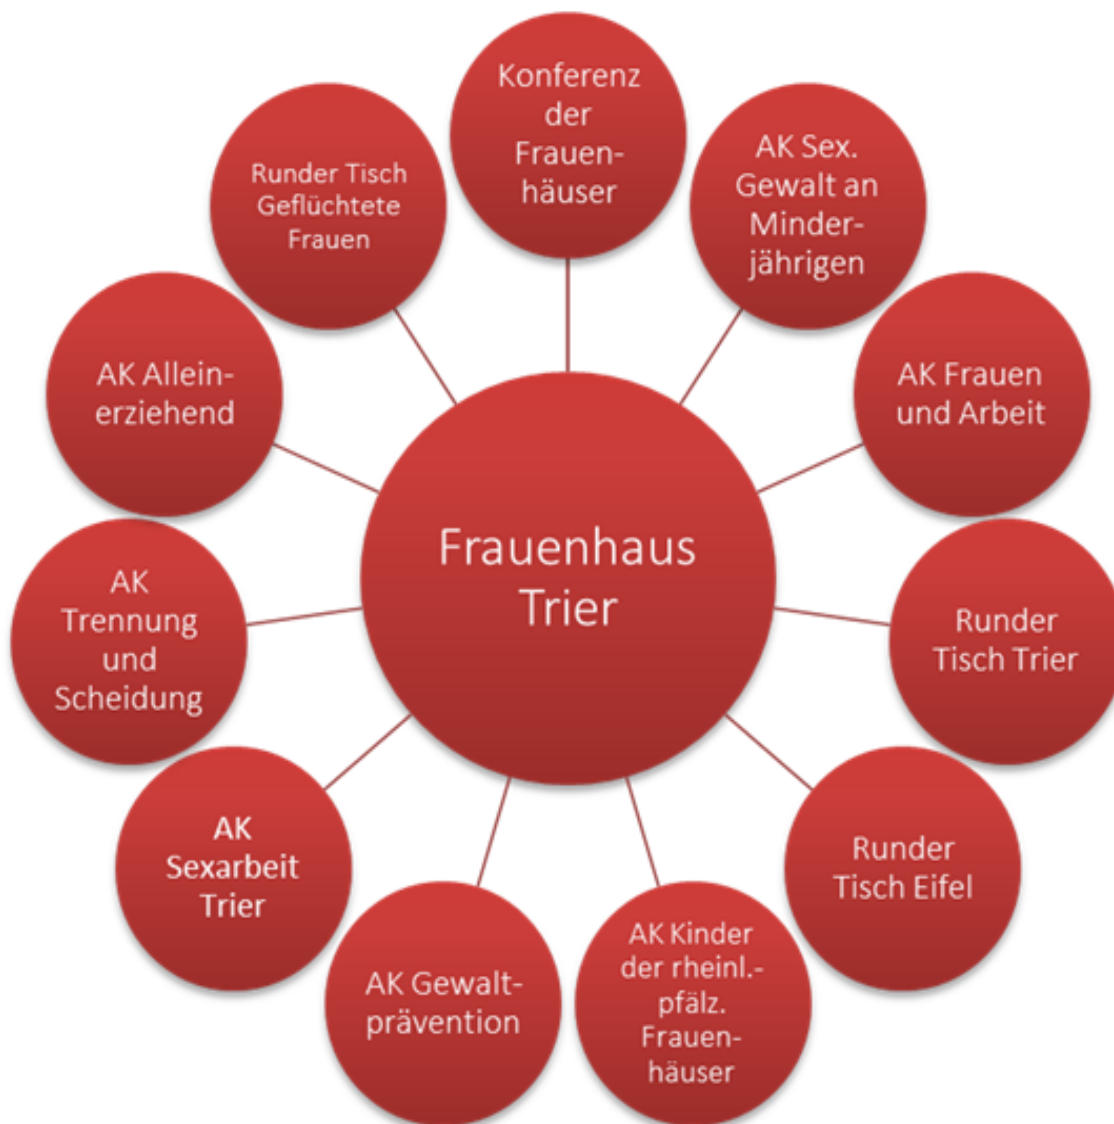 Konferenz
der
Frauen-
häuser
AK Sex.
Gewalt an
Minder-
jährigen
AK Frauen
und Arbeit
Runder
Tisch Trier
Runder
Tisch Eifel
AK Kinder
der rheinl.-
pfälz.
Frauen-
häuser
AK Gewalt-
prävention
AK
Sexarbeit
Trier
AK
Trennung
und
Scheidung
AK Allein-
erziehend
Runder Tisch
Geflüchtete
Frauen
Frauenhaus
Trier